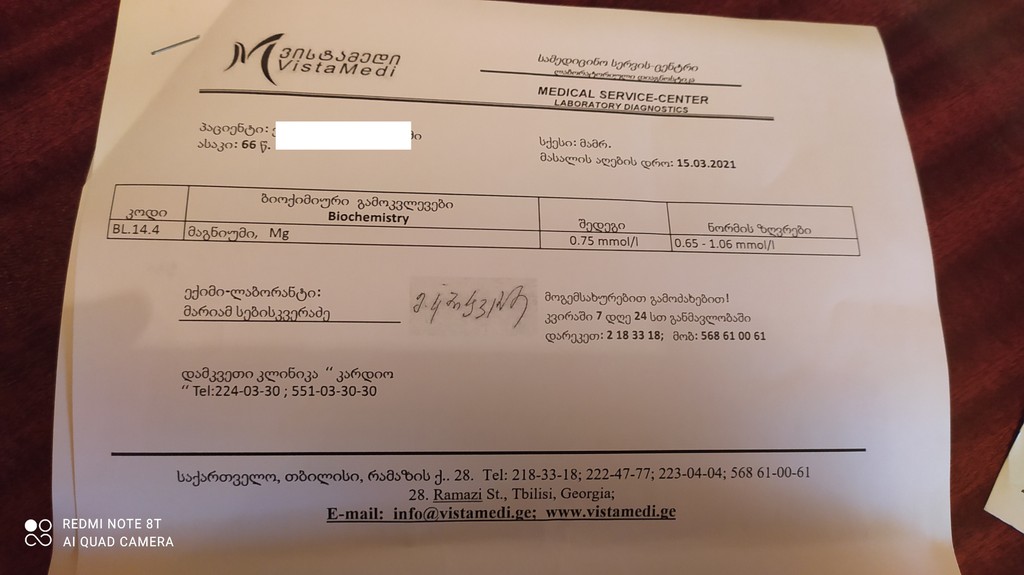 ვისტამედი
VistaMedi
სამედიცინო სერვის-ცენტრი
ლაბორატორიული დიაგნოსტიკა
MEDICAL SERVICE-CENTER
LABORATORY DIAGNOSTICS
პაციენტი:
ასაკი: 66 წ.
სქესი: მამრ.
მასალის აღების დრო: 15.03.2021
კოდი
ბიოქიმიური გამოკვლევები
Biochemistry
შედეგი
ნორმის ზღვრები
BL.14.4
მაგნიუმი, Mg
0.75 mmol/l
0.65 - 1.06 mmol/l
ექიმი-ლაბორანტი:
მარიამ სებისკვერაძე
მოგემსახურებით გამოძახებით!
კვირაში 7 დღე 24 სთ განმავლობაში
დარეკეთ: 2 18 33 18; მობ: 568 61 00 61
დამკვეთი კლინიკა “ კარდიო
“ Tel:224-03-30 ; 551-03-30-30
საქართველო, თბილისი, რამაზის ქ.. 28. Tel: 218-33-18; 222-47-77; 223-04-04; 568 61-00-61
28. Ramazi St., Tbilisi, Georgia;
E-mail: info@vistamedi.ge; www.vistamedi.ge
REDMI NOTE 8T
AI QUAD CAMERA